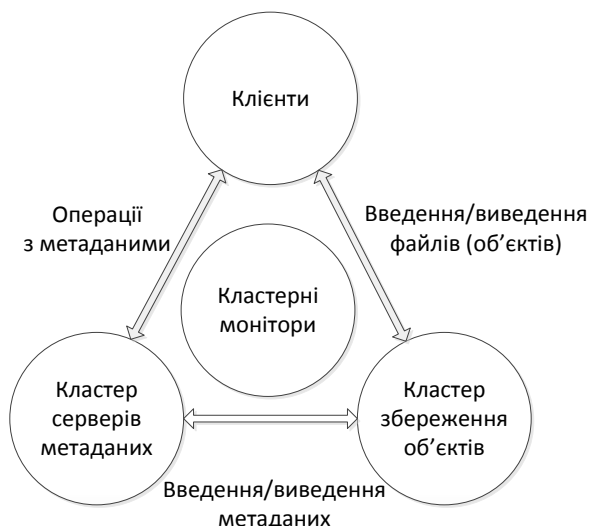 Клієнти
Операції
з метаданими
Введення/виведення
файлів (об’єктів)
Кластерні
монітори
Кластер
серверів
метаданих
Кластер
збереження
об’єктів
Введення/виведення
метаданих